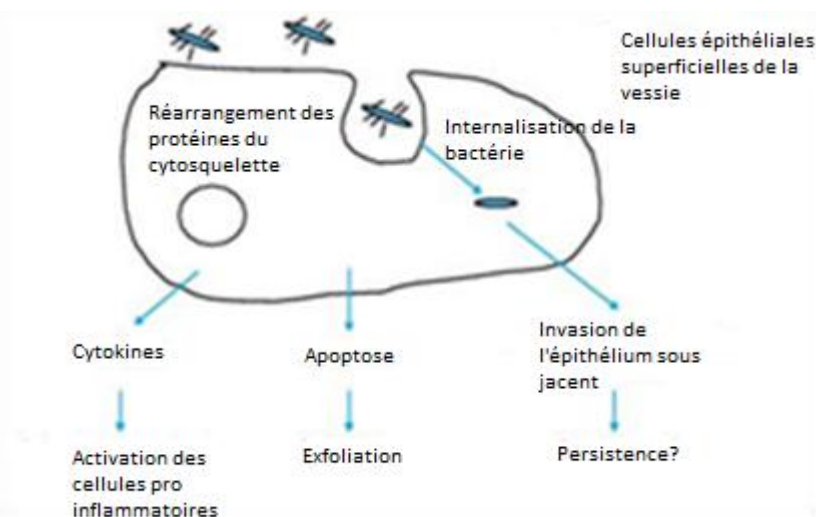 Cellules épithéliales
superficielles de la
vessie
Réarrangement des
protéines du
cytosquelette
Internalisation de la
bactérie
Cytokines
Apoptose
Invasion de
l'épithélium sous
jacent
Activation des
cellules pro
inflammatoires
Exfoliation
Persistence?